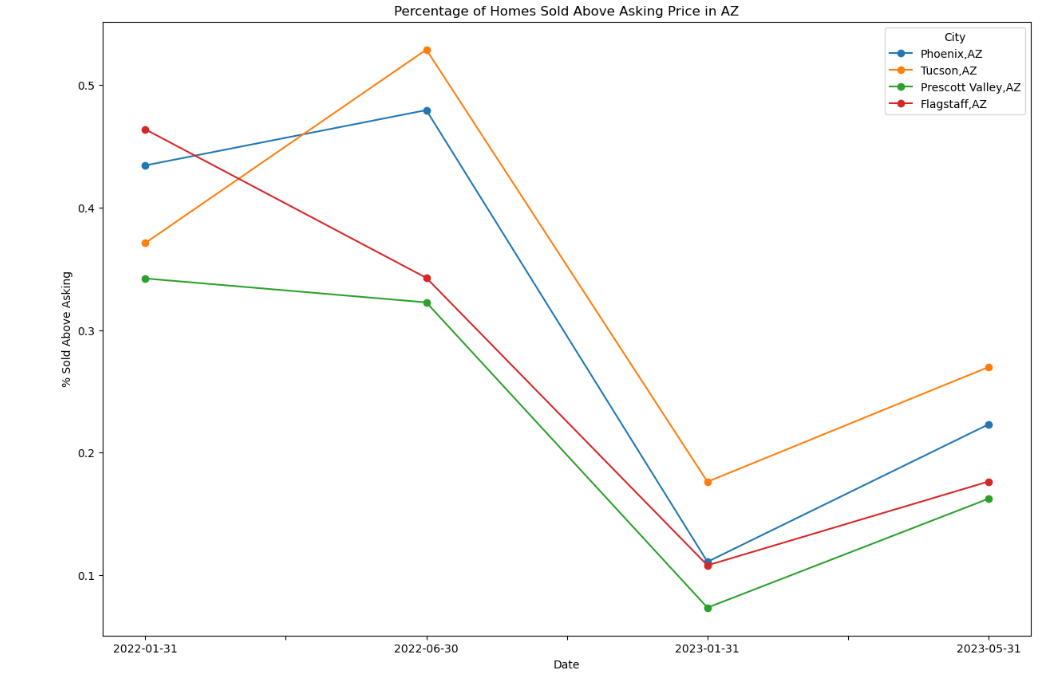 Percentage of Homes Sold Above Asking Price in AZ
City
Phoenix,AZ
Tucson,AZ
Prescott Valley,AZ
Flagstaff,AZ
% Sold Above Asking
0.5
0.4
0.3
0.2
0.1
2022-01-31
2022-06-30
2023-01-31
2023-05-31
Date